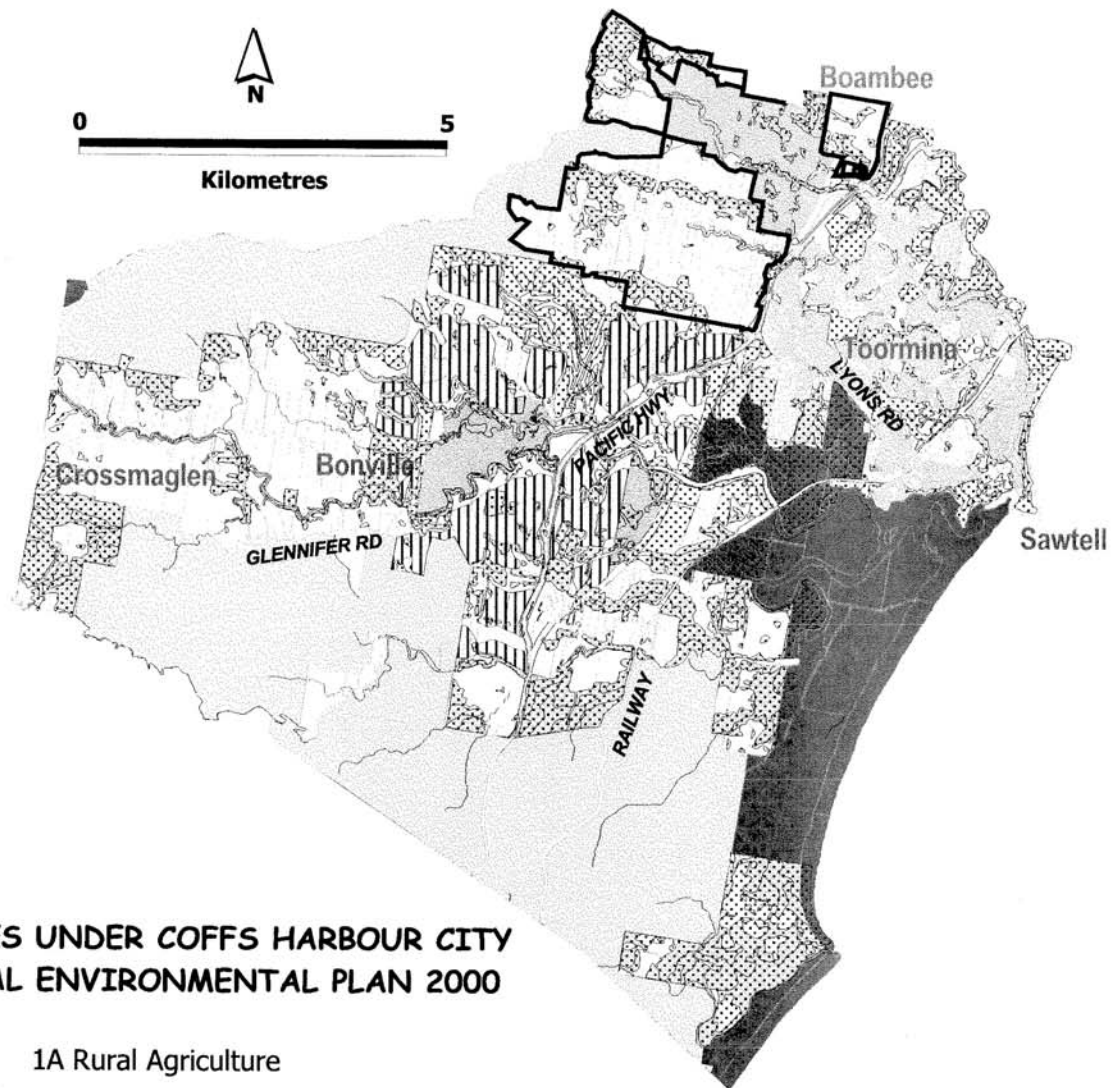 N
0 5
Kilometres
Boambee
Toormina
LYONS RD
PACIFIC HWY
Crossmaglen
Bonville
GLENNIFER RD
Sawtell
RAILWAY
S UNDER COFFS HARBOUR CITY
L ENVIRONMENTAL PLAN 2000
1A Rural Agriculture